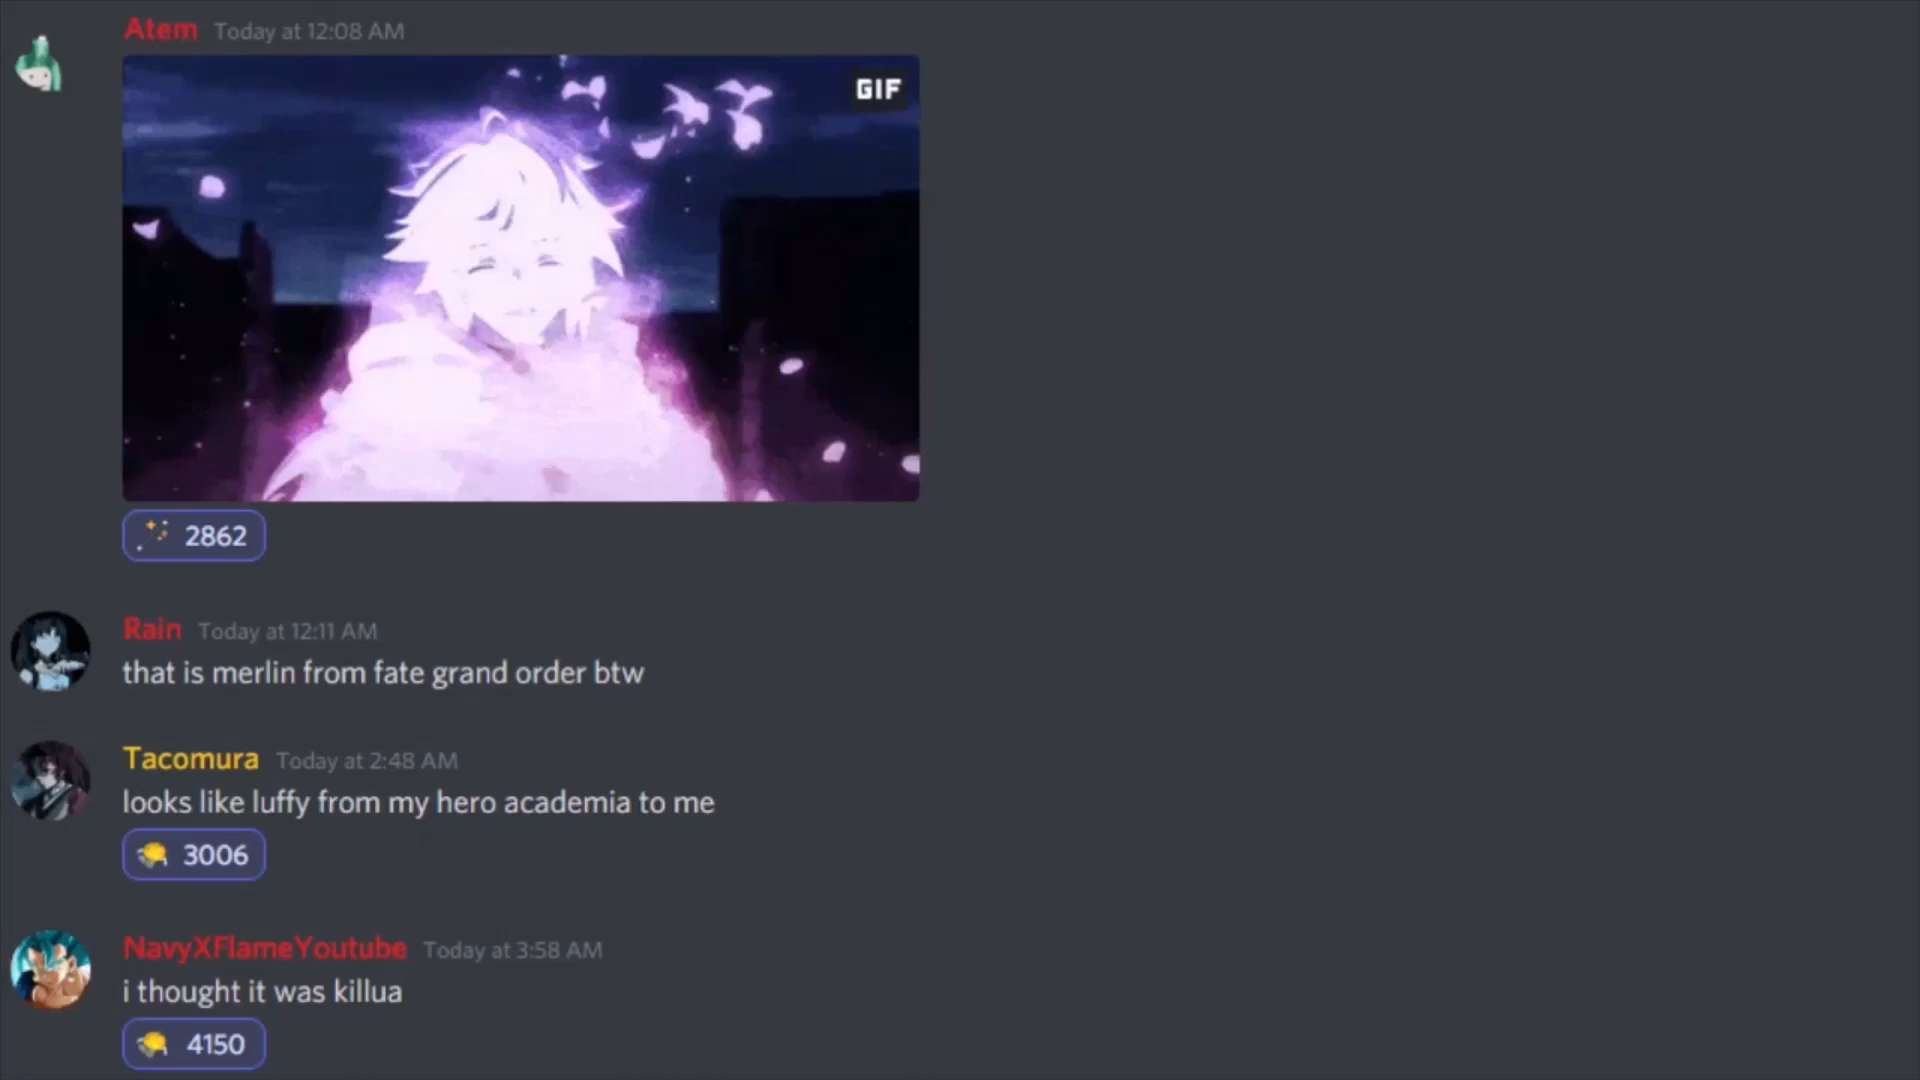 Atem Today at 12:08 AM
GIF
2862
Rain Today at 12:11 AM
that is merlin from fate grand order btw
Tacomura Today at 2:48 AM
looks like luffy from my hero academia to me
3006
NavyXFlameYoutube Today at 3:58 AM
i thought it was killua
4150